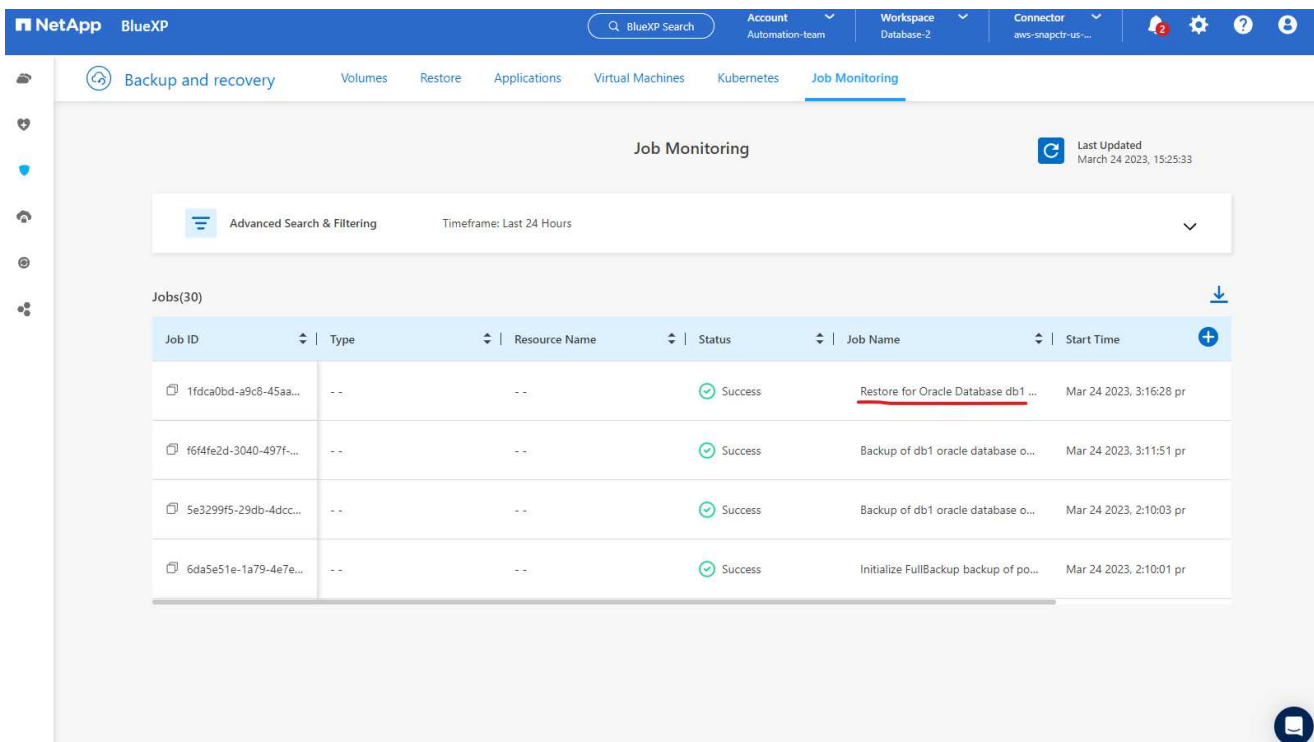 NetApp BlueXP BlueXP Search Account Workspace Connector
Automation-team Database-2 aws-snapctr-us-... 2
Backup and recovery Volumes Restore Applications Virtual Machines Kubernetes Job Monitoring
Job Monitoring
Last Updated
March 24 2023, 15:25:33
Advanced Search & Filtering Timeframe: Last 24 Hours
Jobs(30)
Job ID Type Resource Name Status Job Name Start Time
1fdca0bd-a9c8-45aa... - - - - Success Restore for Oracle Database db1 ... Mar 24 2023, 3:16:28 pr
f6f4fe2d-3040-497f-... - - - - Success Backup of db1 oracle database o... Mar 24 2023, 3:11:51 pr
5e3299f5-29db-4dcc... - - - - Success Backup of db1 oracle database o... Mar 24 2023, 2:10:03 pr
6da5e51e-1a79-4e7e... - - - - Success Initialize FullBackup backup of po... Mar 24 2023, 2:10:01 pr